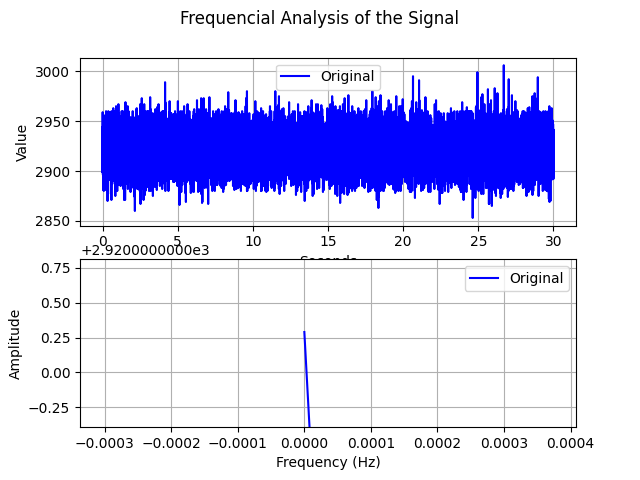 Frequencial Analysis of the Signal
Original
3000
2950
2900
2850
Value
0 5 10 15 20 25 30
Seconds
+2.9200000000e3
Original
0.75
0.50
0.25
0.00
−0.25
Amplitude
−0.0003 −0.0002 −0.0001 0.0000 0.0001 0.0002 0.0003 0.0004
Frequency (Hz)